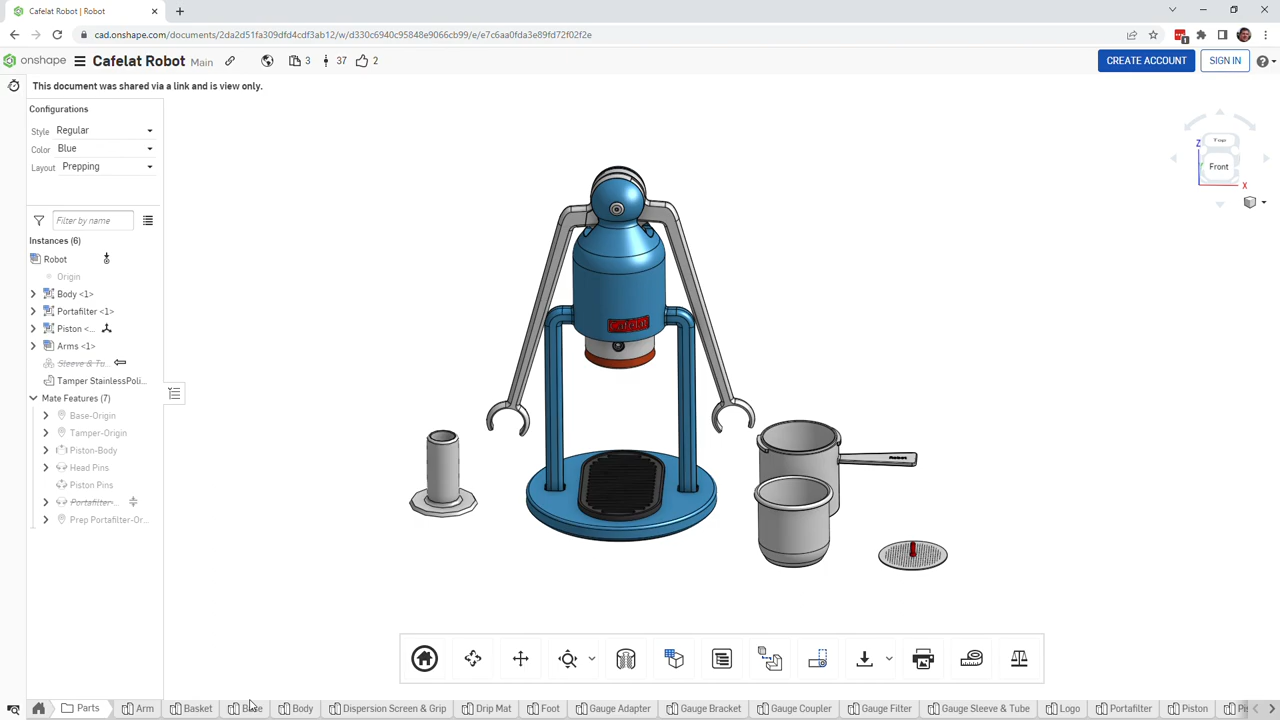 Cafelat Robot | Robot
cad.onshape.com/documents/2da2d51fa309dfd4cdf3ab12/w/d330c6940c95848e9066cb99/e/e7c6aa0fda3e89fd72f02f2e
1
onshape Cafelat Robot Main 3 37 2 CREATE ACCOUNT SIGN IN
This document was shared via a link and is view only.
Configurations
Style Regular
Color Blue
Layout Prepping
Filter by name
Instances (6)
Robot
Origin
Body <1>
Portafilter <1>
Piston <...
Arms <1>
Sleeve & Tu...
Tamper StainlessPoli...
Mate Features (7)
Base-Origin
Tamper-Origin
Piston-Body
Head Pins
Piston Pins
Portafilter-...
Prep Portafilter-Or...
Top
Front
Z
X
Cafelat
Parts Arm Basket Base Body Dispersion Screen & Grip Drip Mat Foot Gauge Adapter Gauge Bracket Gauge Coupler Gauge Filter Gauge Sleeve & Tube Logo Portafilter Piston